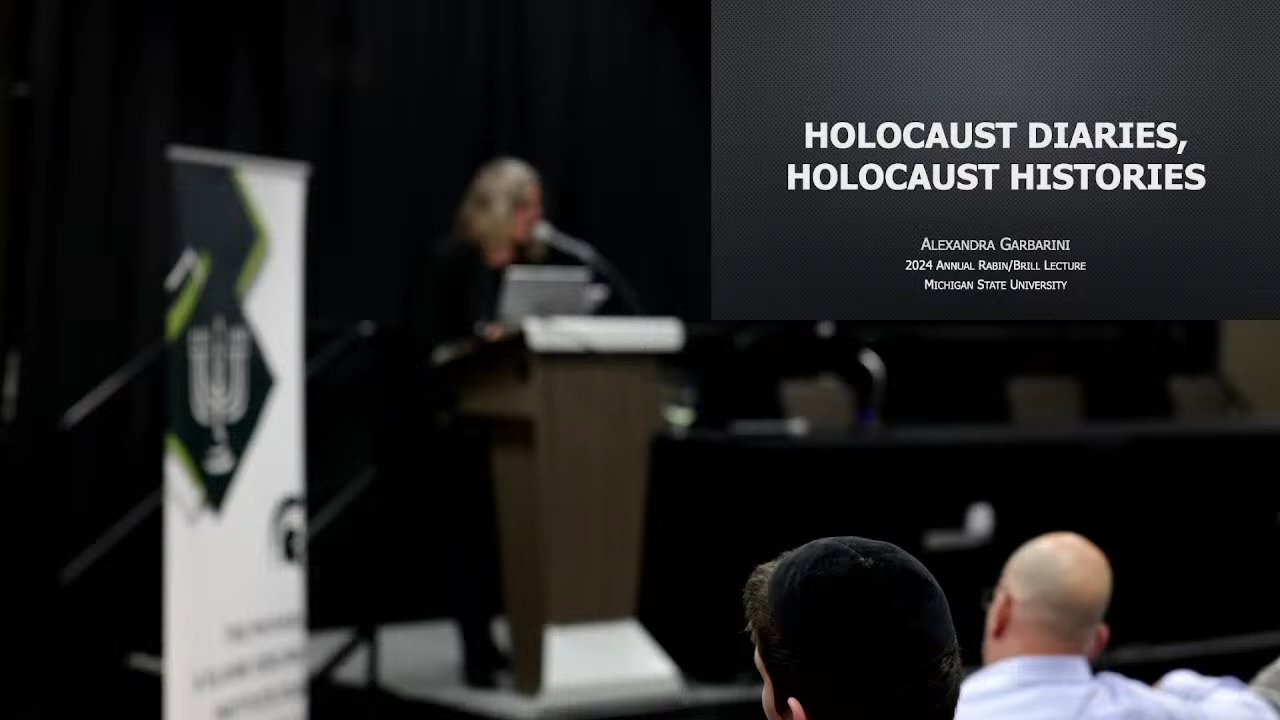 HOLOCAUST DIARIES,
HOLOCAUST HISTORIES
ALEXANDRA GARBARINI
2024 ANNUAL RABIN/BRILL LECTURE
MICHIGAN STATE UNIVERSITY